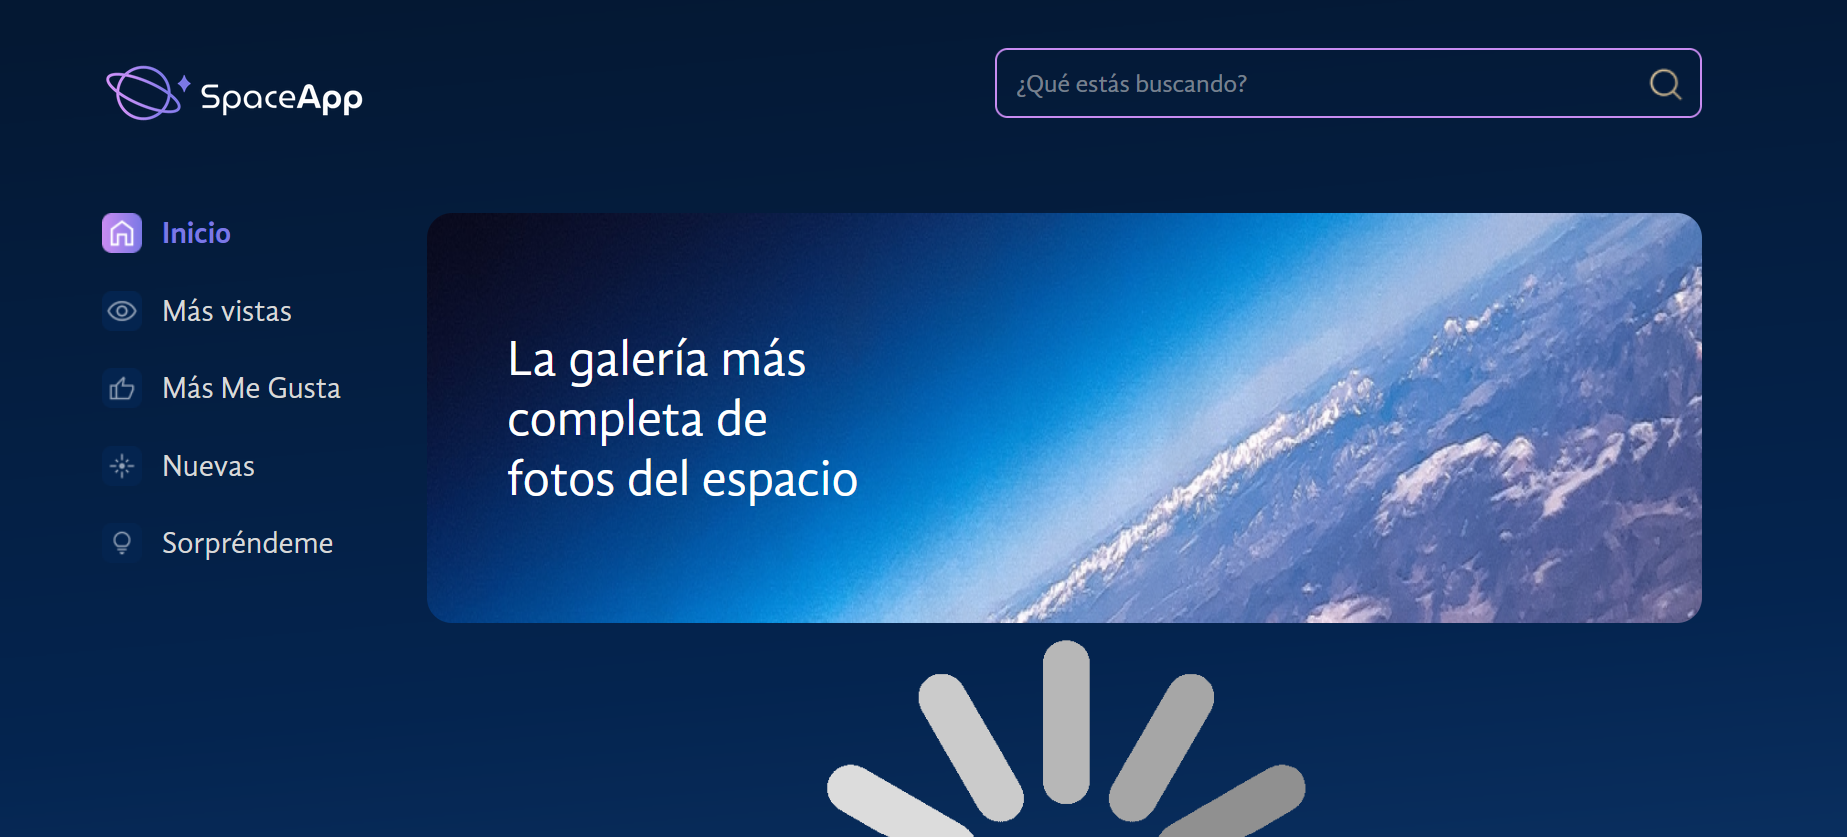 SpaceApp
¿Qué estás buscando?
Inicio
Más vistas
Más Me Gusta
Nuevas
Sorpréndeme
La galería más
completa de
fotos del espacio